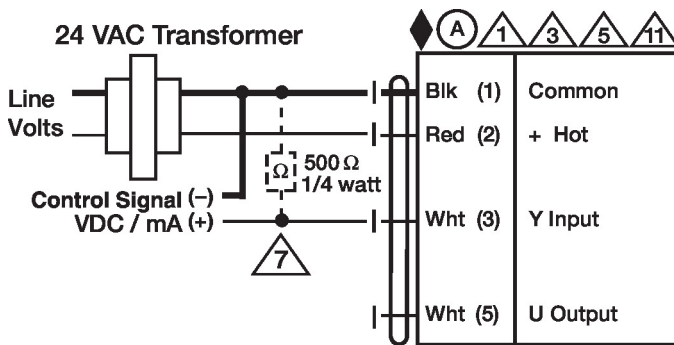 24 VAC Transformer
A 1 3 5 11
Line
Volts
Blk (1) Common
Red (2) + Hot
Ω 500 Ω
1/4 watt
Control Signal (–)
VDC / mA (+)
Wht (3) Y Input
7
Wht (5) U Output